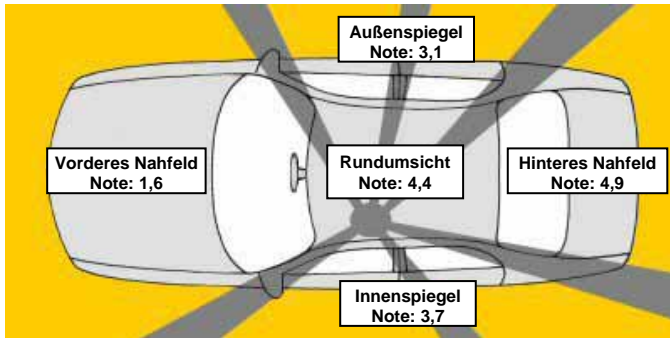 Außenspiegel
Note: 3,1
Vorderes Nahfeld
Note: 1,6
Rundumsicht
Note: 4,4
Hinteres Nahfeld
Note: 4,9
Innenspiegel
Note: 3,7